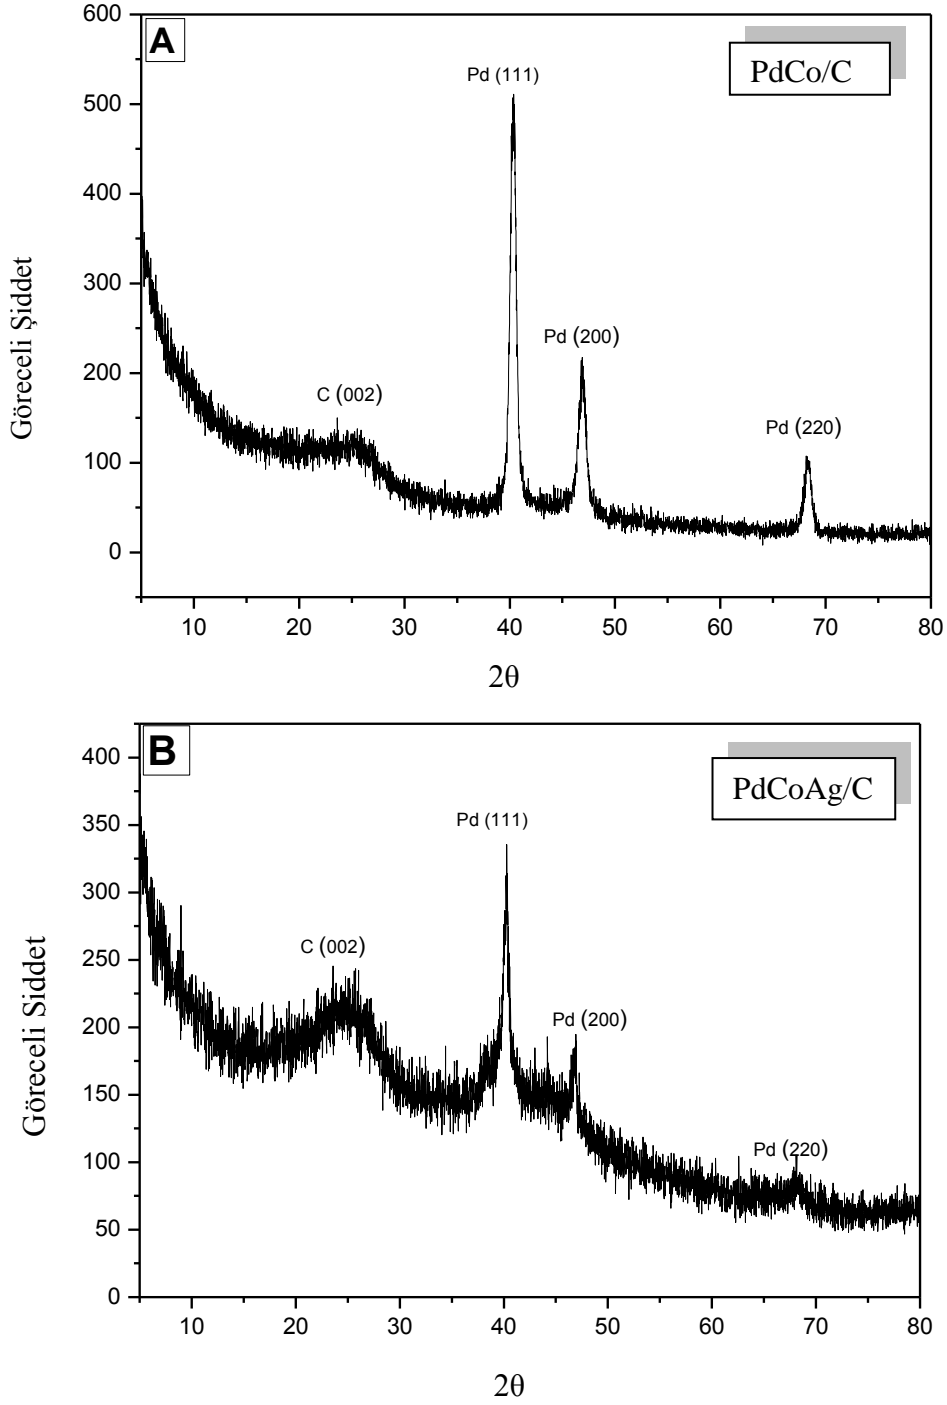 A
PdCo/C
Pd (111)
Pd (200)
C (002)
Pd (220)
600
500
400
300
200
100
0
Göreceli Şiddet
10 20 30 40 50 60 70 80
2θ
B
PdCoAg/C
Pd (111)
C (002)
Pd (200)
Pd (220)
400
350
300
250
200
150
100
50
0
Göreceli Siddet
10 20 30 40 50 60 70 80
2θ